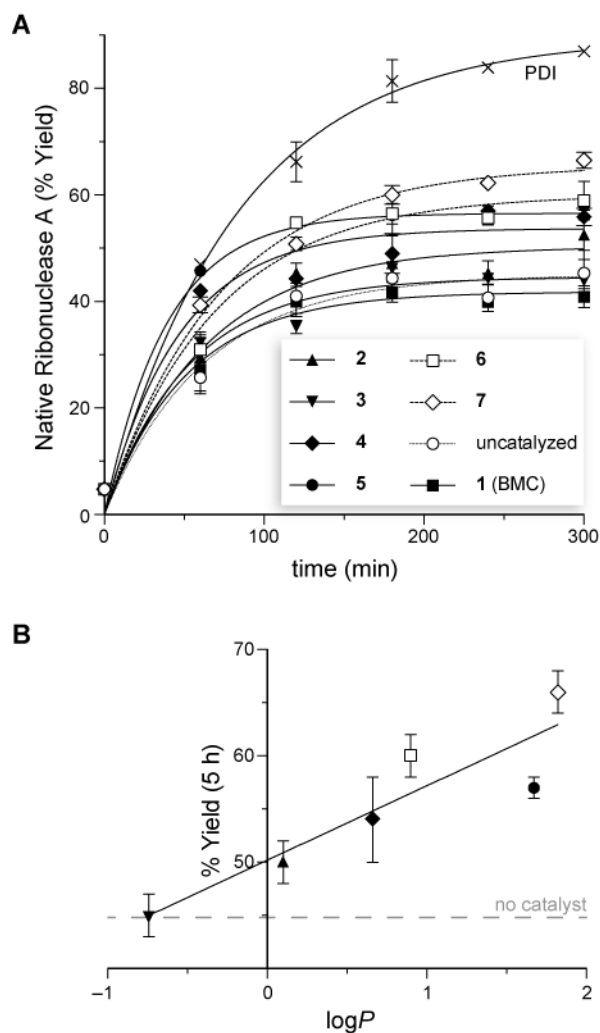 A
Native Ribonuclease A (% Yield)
80
60
40
20
0
PDI
2
6
3
7
4
uncatalyzed
5
1 (BMC)
0
100
200
300
time (min)
B
% Yield (5 h)
70
60
50
no catalyst
−1
0
1
2
logP